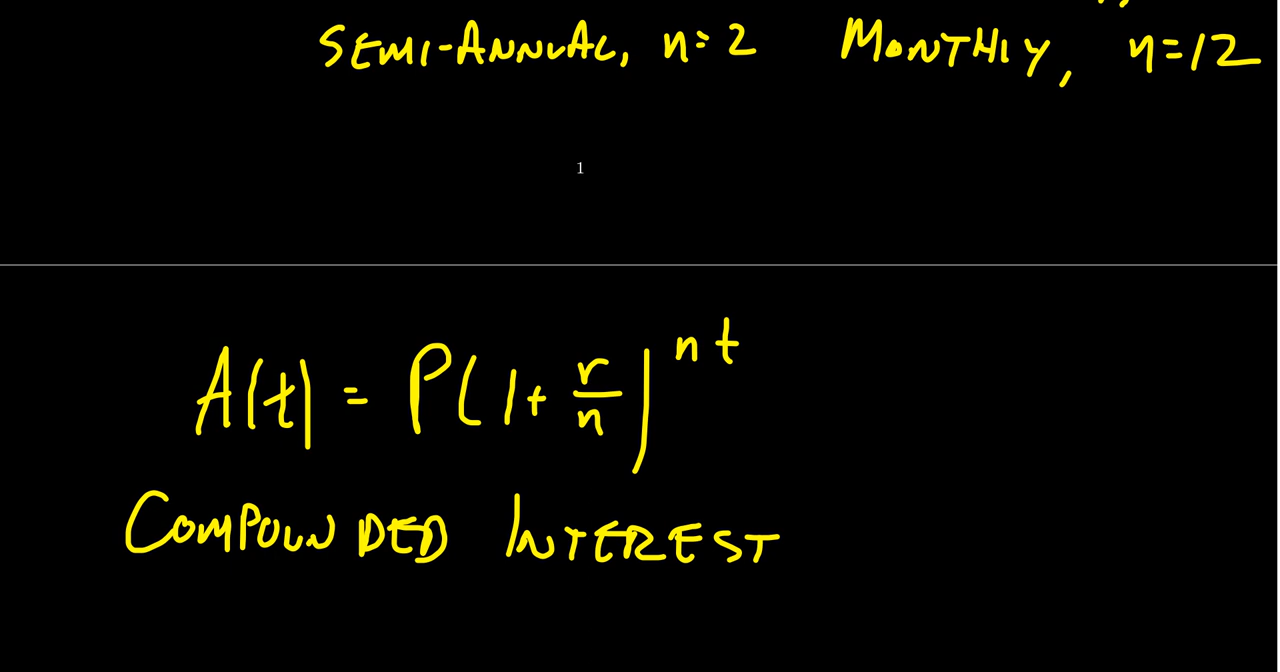 SEMI-ANNUAL, n=2 MONTHLY, n=12
1
A(t) = P(1 + r/n)^nt
COMPOUNDED INTEREST